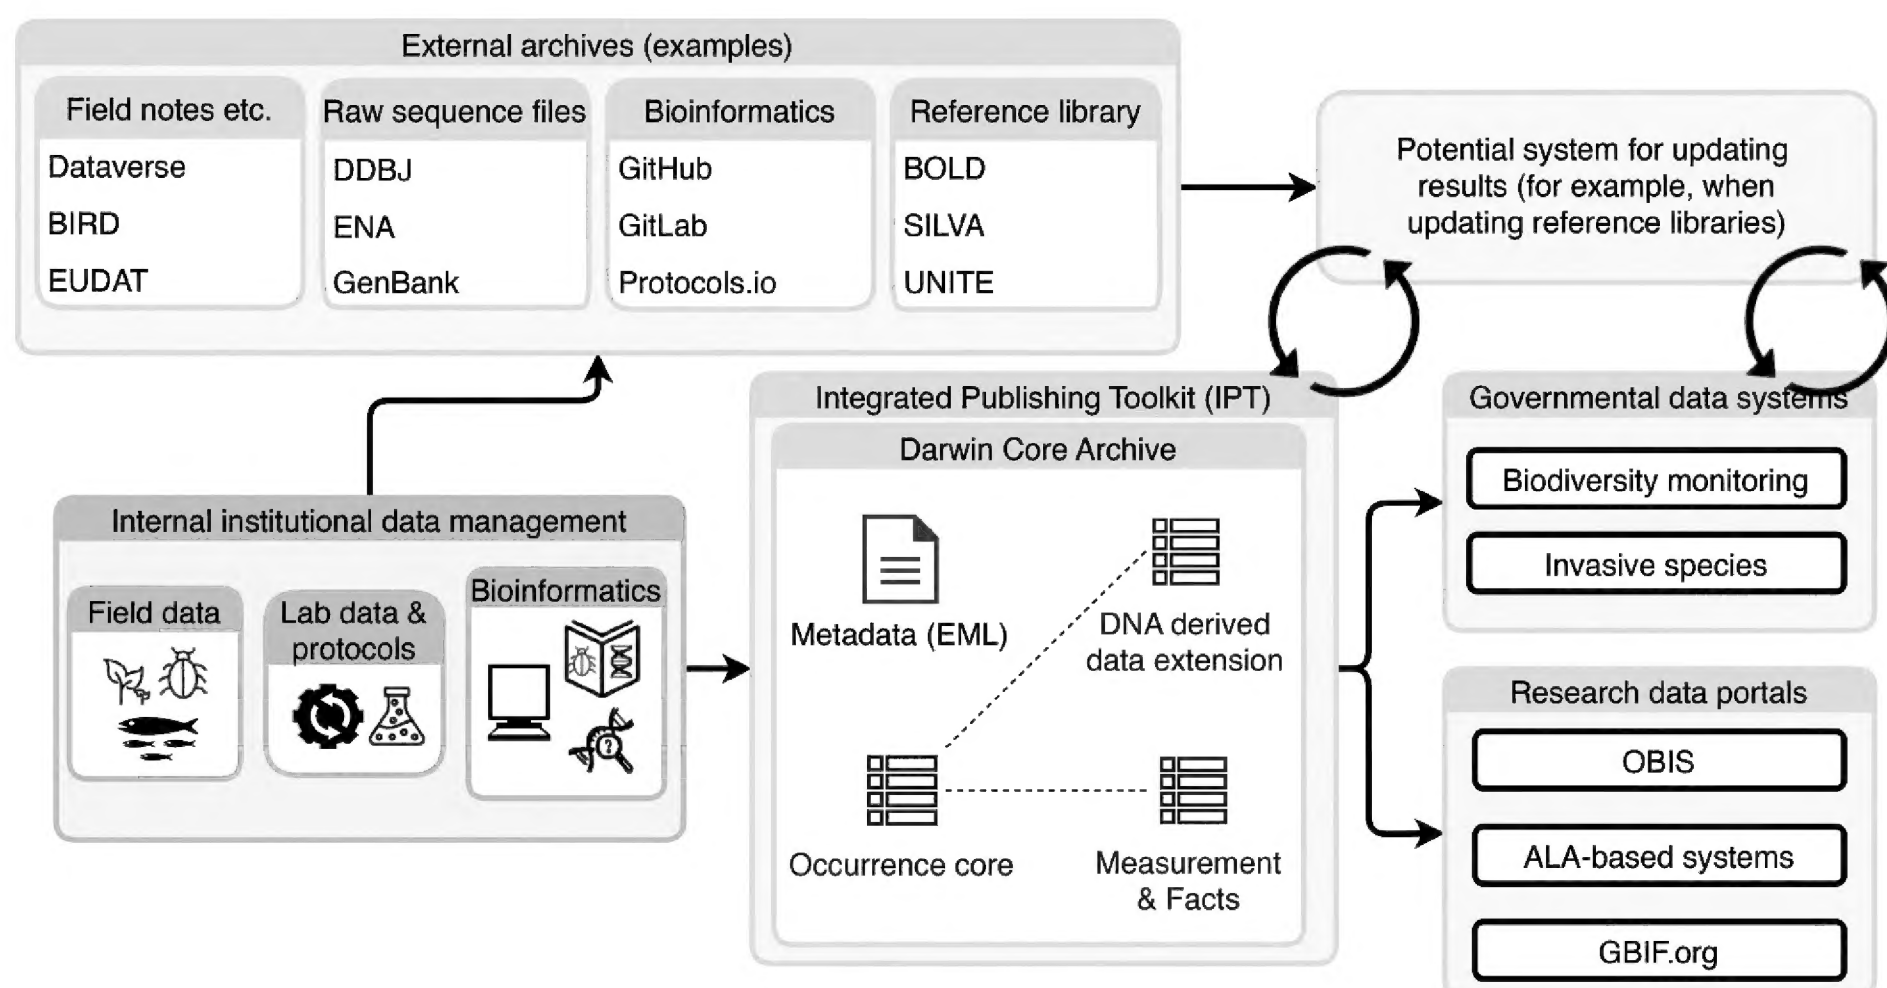 External archives (examples)
Field notes etc.
Dataverse
BIRD
EUDAT
Raw sequence files
DDBJ
ENA
GenBank
Bioinformatics
GitHub
GitLab
Protocols.io
Reference library
BOLD
SILVA
UNITE
Potential system for updating
results (for example, when
updating reference libraries)
Internal institutional data management
Field data
Lab data &
protocols
Bioinformatics
?
Integrated Publishing Toolkit (IPT)
Darwin Core Archive
Metadata (EML)
DNA derived
data extension
Occurrence core
Measurement
& Facts
Governmental data systems
Biodiversity monitoring
Invasive species
Research data portals
OBIS
ALA-based systems
GBIF.org